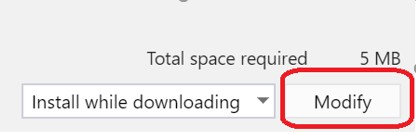 Total space required 5 MB
Install while downloading Modify